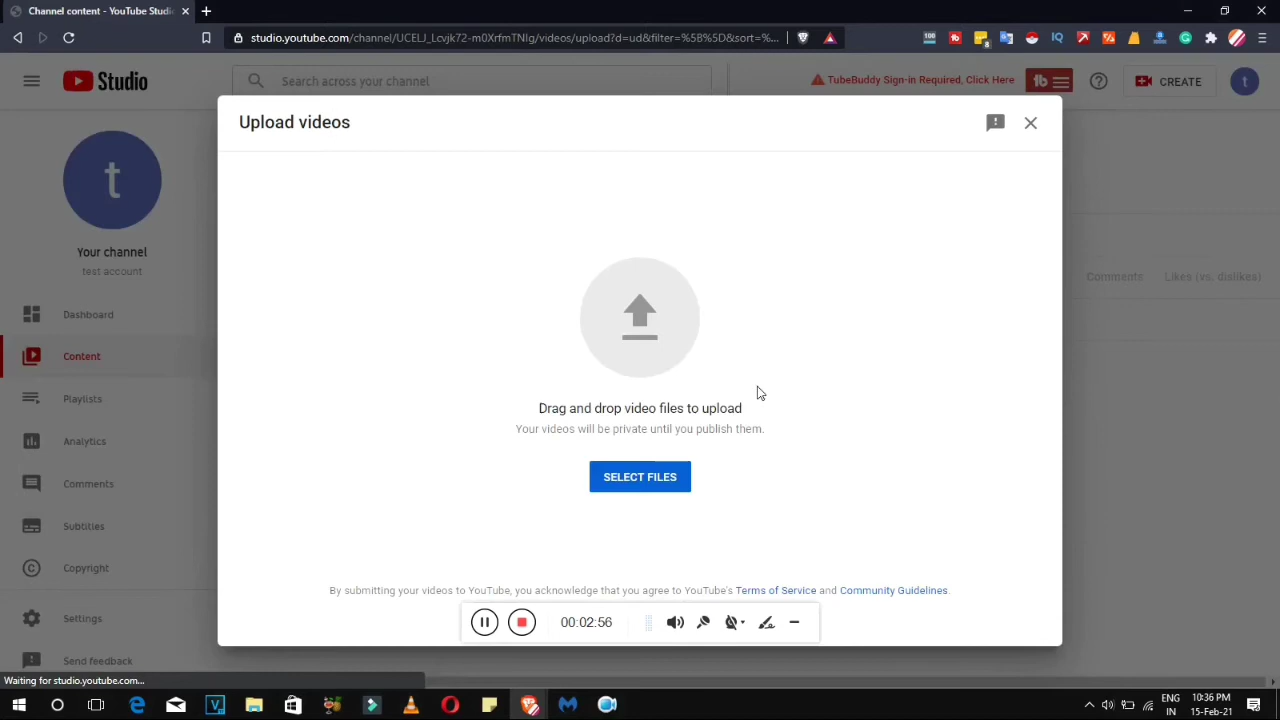 Channel content - YouTube Studio
studio.youtube.com/channel/UCELJ_Lcvjk72-m0XrfmTNIg/videos/upload?d=ud&filter=%5B%5D&sort=%...
Studio
Search across your channel
TubeBuddy Sign-in Required, Click Here
tb
CREATE
t
Upload videos
t
Your channel
test account
Dashboard
Content
Playlists
Analytics
Comments
Subtitles
Copyright
Settings
Send feedback
Comments
Likes (vs. dislikes)
Drag and drop video files to upload
Your videos will be private until you publish them.
SELECT FILES
By submitting your videos to YouTube, you acknowledge that you agree to YouTube's Terms of Service and Community Guidelines.
00:02:56
Waiting for studio.youtube.com...
ENG
IN
10:36 PM
15-Feb-21